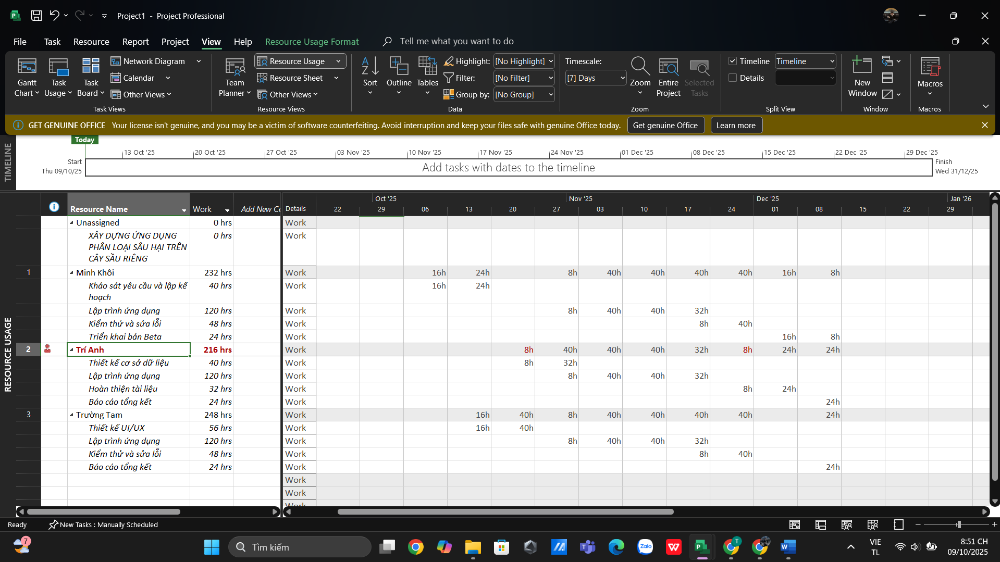 Project1 - Project Professional
File Task Resource Report Project View Help Resource Usage Format Tell me what you want to do
Gantt Chart
Task Usage
Task Board
Network Diagram
Calendar
Other Views
Task Views
Team Planner
Resource Usage
Resource Sheet
Other Views
Resource Views
Sort
Outline
Tables
Highlight: [No Highlight]
Filter: [No Filter]
Group by: [No Group]
Data
Timescale:
[7] Days
Zoom
Entire Project
Selected Tasks
Zoom
Timeline Timeline
Details
Split View
New Window
Window
Macros
Macros
GET GENUINE OFFICE Your license isn't genuine, and you may be a victim of software counterfeiting. Avoid interruption and keep your files safe with genuine Office today. Get genuine Office Learn more
TIMELINE
Today
13 Oct '25 20 Oct '25 27 Oct '25 03 Nov '25 10 Nov '25 17 Nov '25 24 Nov '25 01 Dec '25 08 Dec '25 15 Dec '25 22 Dec '25 29 Dec '25
Start
Thu 09/10/25
Add tasks with dates to the timeline
Finish
Wed 31/12/25
RESOURCE USAGE
Oct '25 Nov '25 Dec '25 Jan '26
Resource Name Work Add New Co Details 22 29 06 13 20 27 03 10 17 24 01 08 15 22 29
Unassigned 0 hrs Work
XÂY DỰNG ỨNG DỤNG 0 hrs Work
PHÂN LOẠI SÂU HẠI TRÊN
CÂY SẦU RIÊNG
1 Minh Khôi 232 hrs Work 16h 24h 8h 40h 40h 40h 40h 16h 8h
Khảo sát yêu cầu và lập kế 40 hrs Work 16h 24h
hoạch
Lập trình ứng dụng 120 hrs Work 8h 40h 40h 32h
Kiểm thử và sửa lỗi 48 hrs Work 8h 40h
Triển khai bản Beta 24 hrs Work 16h 8h
2 Trí Anh 216 hrs Work 8h 40h 40h 40h 32h 8h 24h 24h
Thiết kế cơ sở dữ liệu 40 hrs Work 8h 32h
Lập trình ứng dụng 120 hrs Work 8h 40h 40h 32h
Hoàn thiện tài liệu 32 hrs Work 8h 24h
Báo cáo tổng kết 24 hrs Work 24h
3 Trường Tam 248 hrs Work 16h 40h 8h 40h 40h 40h 40h 24h
Thiết kế UI/UX 56 hrs Work 16h 40h
Lập trình ứng dụng 120 hrs Work 8h 40h 40h 32h
Kiểm thử và sửa lỗi 48 hrs Work 8h 40h
Báo cáo tổng kết 24 hrs Work 24h
Work
Work
Work
Ready New Tasks : Manually Scheduled
7
Tìm kiếm
Zalo
T
VIE
TL
8:51 CH
09/10/2025